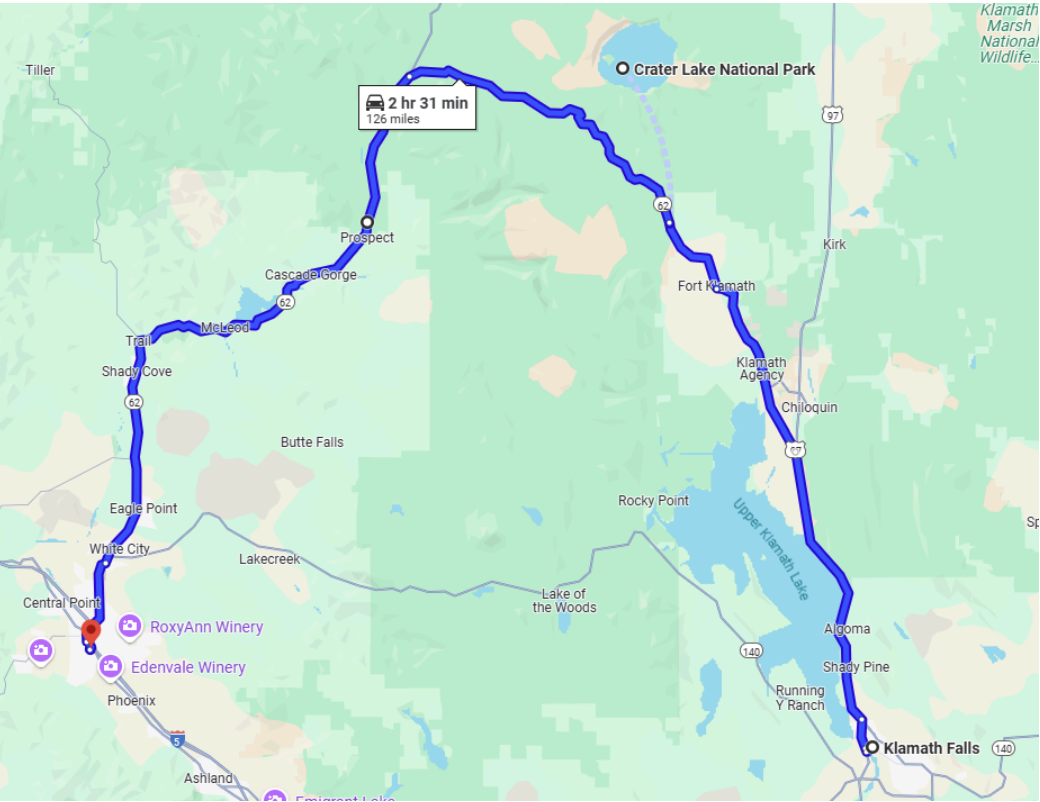 Klamath
Marsh
National
Wildlife...
Tiller
Crater Lake National Park
2 hr 31 min
126 miles
97
62
Prospect
Kirk
Cascade Gorge
Fort Klamath
62
McLeod
Trail
Shady Cove
Klamath
Agency
62
Chiloquin
Butte Falls
97
Rocky Point
Eagle Point
Upper Klamath Lake
Sp
White City
Lakecreek
Central Point
Lake of
the Woods
RoxyAnn Winery
Algoma
Edenvale Winery
140
Shady Pine
Phoenix
Running
Y Ranch
5
Klamath Falls
140
Ashland
Emigrant Lake